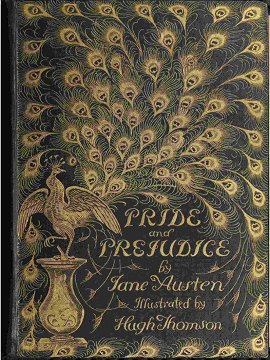 PRIDE
and
PREJUDICE
by
Jane Austen
Illustrated by
Hugh Thomson